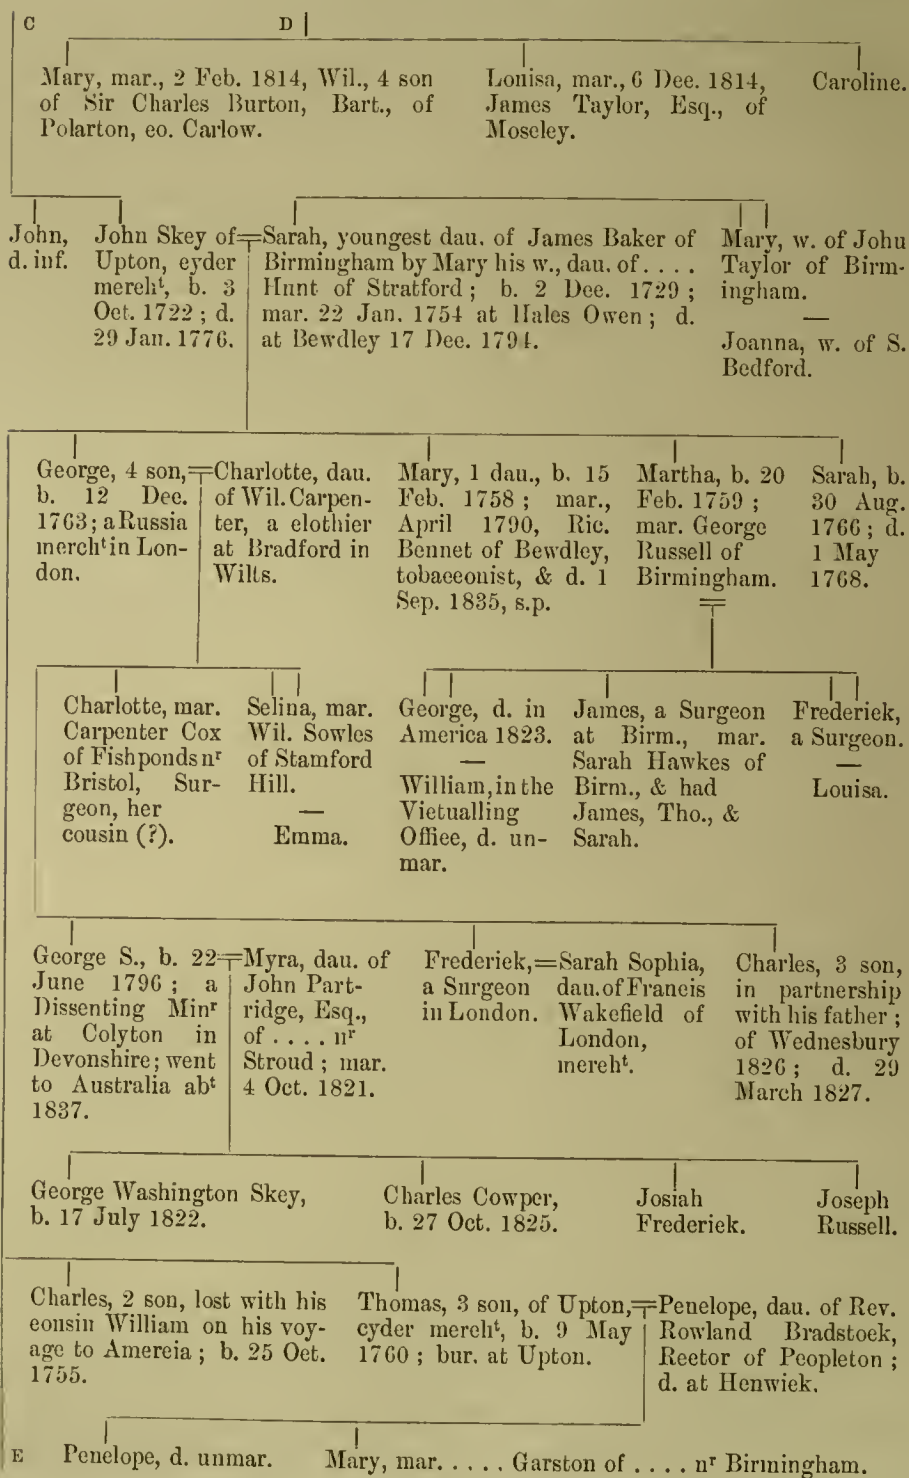 C D
Mary, mar., 2 Feb. 1814, Wil., 4 son
of Sir Charles Burton, Bart., of
Polarton, co. Carlow.
Louisa, mar., 6 Dec. 1814,
James Taylor, Esq., of
Moseley.
Caroline.
John,
d. inf.
John Skey of
Upton, cyder
mercht, b. 3
Oct. 1722; d.
29 Jan. 1776.
Sarah, youngest dau. of James Baker of
Birmingham by Mary his w., dau. of . . . .
Hunt of Stratford; b. 2 Dec. 1729;
mar. 22 Jan. 1754 at Hales Owen; d.
at Bewdley 17 Dec. 1794.
Mary, w. of John
Taylor of Birm-
ingham.
—
Joanna, w. of S.
Bedford.
George, 4 son,
b. 12 Dec.
1763; a Russia
mercht in Lon-
don.
Charlotte, dau.
of Wil. Carpen-
ter, a clothier
at Bradford in
Wilts.
Mary, 1 dau., b. 15
Feb. 1758; mar.,
April 1790, Ric.
Bennet of Bewdley,
tobacconist, & d. 1
Sep. 1835, s.p.
Martha, b. 20
Feb. 1759;
mar. George
Russell of
Birmingham.
Sarah, b.
30 Aug.
1766; d.
1 May
1768.
Charlotte, mar.
Carpenter Cox
of Fishponds nr
Bristol, Sur-
geon, her
cousin (?).
Selina, mar.
Wil. Sowles
of Stamford
Hill.
—
Emma.
George, d. in
America 1823.
—
William, in the
Victualling
Office, d. un-
mar.
James, a Surgeon
at Birm., mar.
Sarah Hawkes of
Birm., & had
James, Tho., &
Sarah.
Frederick,
a Surgeon.
—
Louisa.
George S., b. 22
June 1796; a
Dissenting Minr
at Colyton in
Devonshire; went
to Australia abt
1837.
Myra, dau. of
John Part-
ridge, Esq.,
of . . . . nr
Stroud; mar.
4 Oct. 1821.
Frederick,
a Surgeon
in London.
Sarah Sophia,
dau. of Francis
Wakefield of
London,
mercht.
Charles, 3 son,
in partnership
with his father;
of Wednesbury
1826; d. 29
March 1827.
George Washington Skey,
b. 17 July 1822.
Charles Cowper,
b. 27 Oct. 1825.
Josiah
Frederick.
Joseph
Russell.
Charles, 2 son, lost with his
cousin William on his voy-
age to Amereia; b. 25 Oct.
1755.
Thomas, 3 son, of Upton,
cyder mercht, b. 9 May
1760; bur. at Upton.
Penelope, dau. of Rev.
Rowland Bradstock,
Rector of Peopleton;
d. at Henwick.
E Penelope, d. unmar. Mary, mar. . . . . Garston of . . . . nr Birmingham.